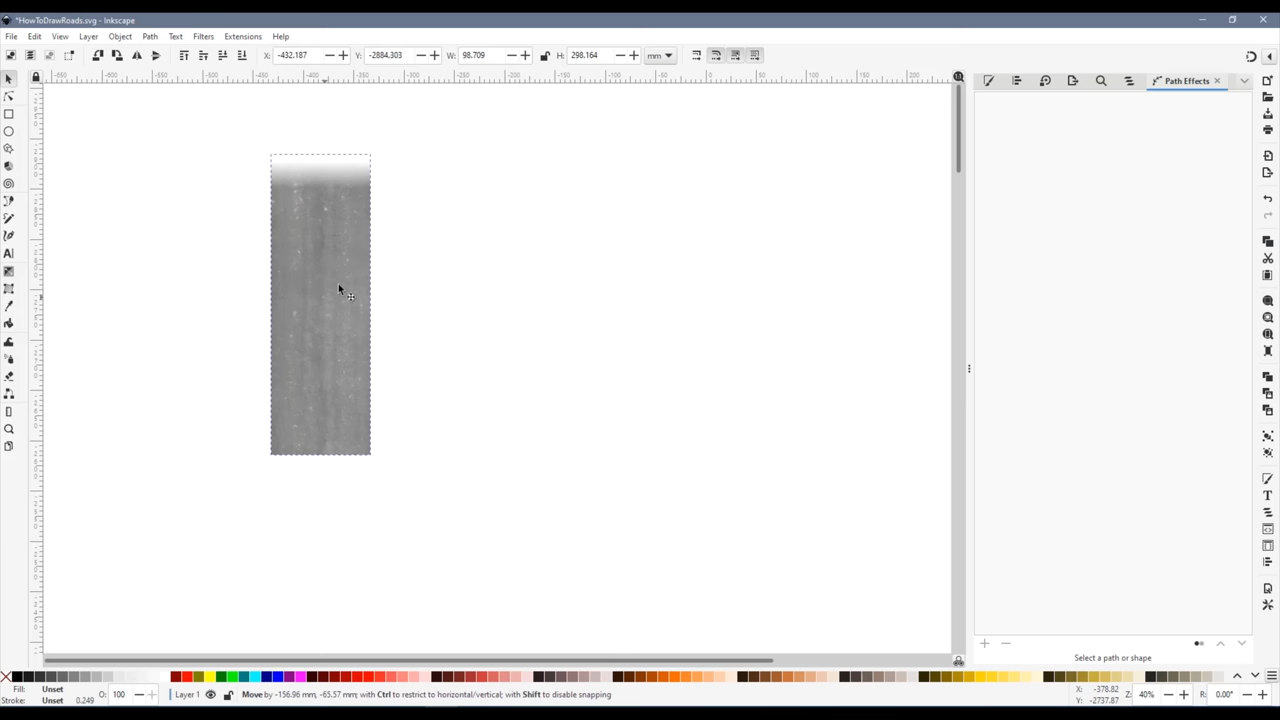 *HowToDrawRoads.svg - Inkscape
File Edit View Layer Object Path Text Filters Extensions Help
X: -432.187 Y: -2884.303 W: 98.709 H: 298.164 mm
Path Effects
Select a path or shape
Fill: Unset
Stroke: Unset 0.249
O: 100
Layer 1
Move by -156.96 mm, -65.57 mm; with Ctrl to restrict to horizontal/vertical; with Shift to disable snapping
X: -378.82
Y: -2737.87
Z: 40%
R: 0.00°